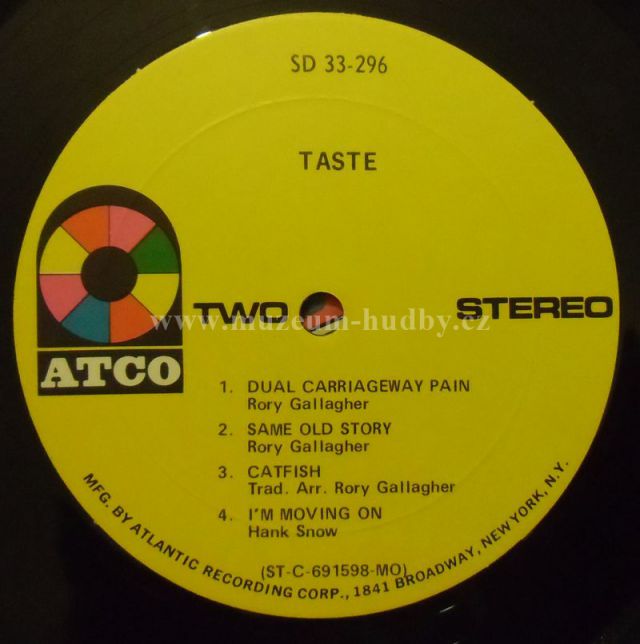 SD 33-296
TASTE
TWO
STEREO
www.muzeum-hudby.cz
ATCO
1. DUAL CARRIAGEWAY PAIN
Rory Gallagher
2. SAME OLD STORY
Rory Gallagher
3. CATFISH
Trad. Arr. Rory Gallagher
4. I'M MOVING ON
Hank Snow
(ST-C-691598-MO)
MFG. BY ATLANTIC RECORDING CORP., 1841 BROADWAY, NEW YORK, N.Y.